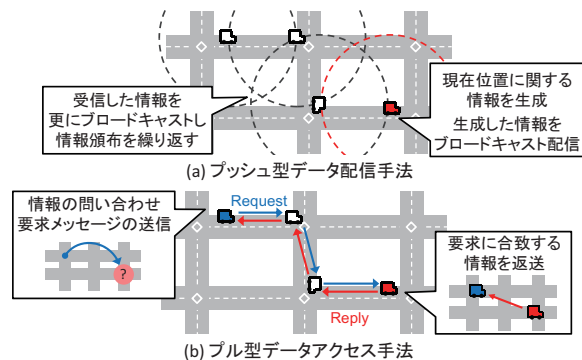 受信した情報を
更にブロードキャストし
情報頒布を繰り返す
現在位置に関する
情報を生成
生成した情報を
ブロードキャスト配信
(a) プッシュ型データ配信手法
情報の問い合わせ
要求メッセージの送信
?
Request
Reply
要求に合致する
情報を返送
(b) プル型データアクセス手法